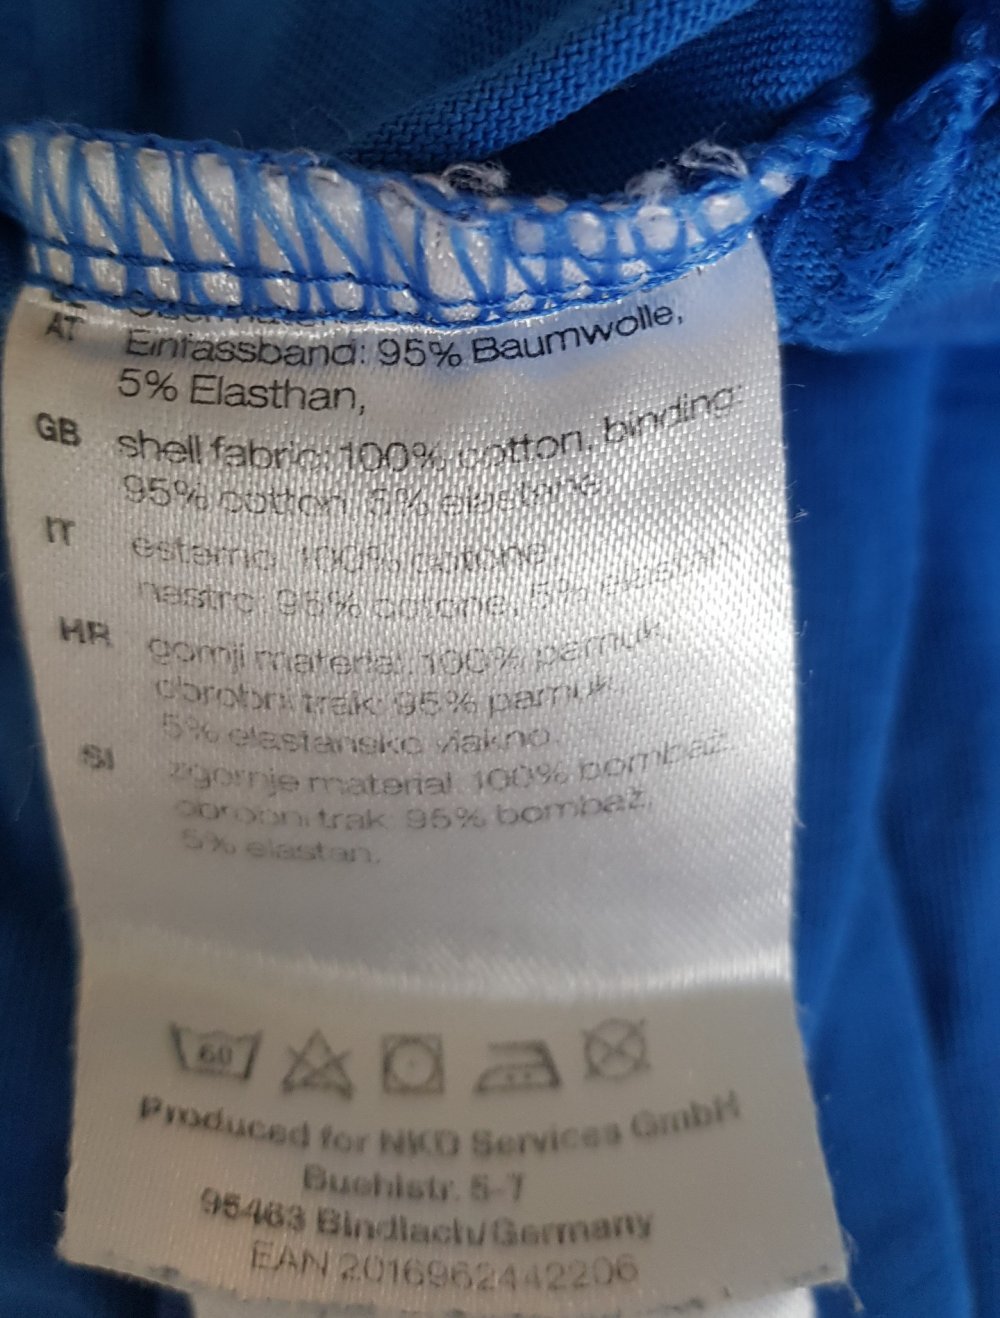 AT
Einfassband: 95% Baumwolle,
5% Elasthan,
GB shell fabric: 100% cotton, binding:
95% cotton, 5% elastane.
IT esterno: 100% cotone,
nastro: 95% cotone, 5% elastan
HR gornji material: 100% pamuk,
obrobni trak: 95% pamuk,
5% elastansko vlakno.
SI zgornje material: 100% bombaž,
obrobni trak: 95% bombaž,
5% elastan.
60
Produced for NKD Services GmbH
Buehlstr. 5-7
95463 Bindlach/Germany
EAN 2016962442206